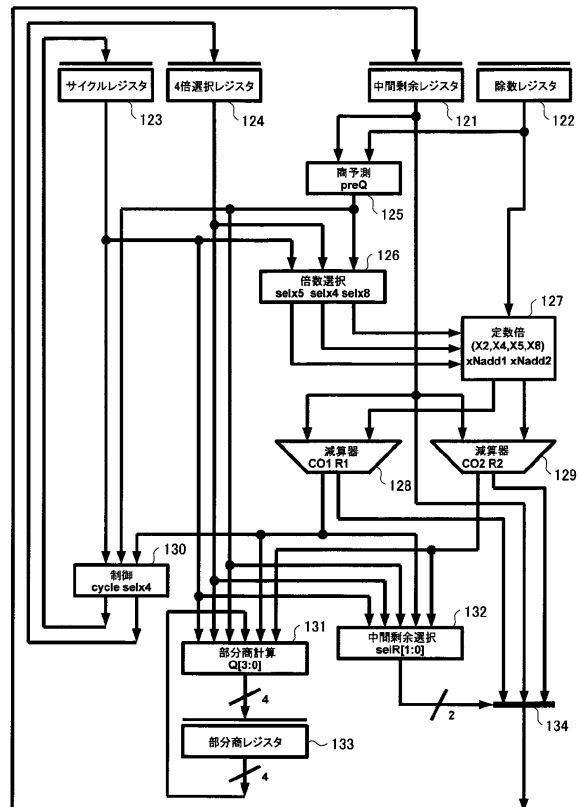 サイクルレジスタ
4倍選択レジスタ
中間剰余レジスタ
除数レジスタ
123
124
121
122
商予測
preQ
125
126
倍数選択
selx5 selx4 selx8
127
定数倍
(X2,X4,X5,X8)
xNadd1 xNadd2
減算器
CO1 R1
128
減算器
CO2 R2
129
130
制御
cycle selx4
131
部分商計算
Q[3:0]
132
中間剰余選択
selR[1:0]
4
2
134
部分商レジスタ
133
4